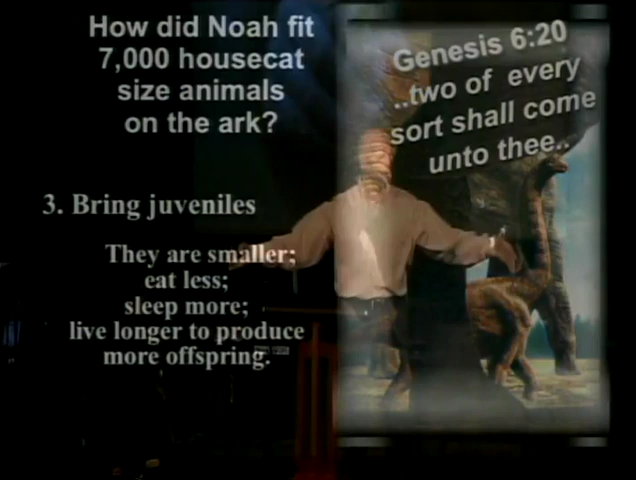 How did Noah fit
7,000 housecat
size animals
on the ark?
Genesis 6:20
..two of every
sort shall come
unto thee..
3. Bring juveniles
They are smaller;
eat less;
sleep more;
live longer to produce
more offspring.